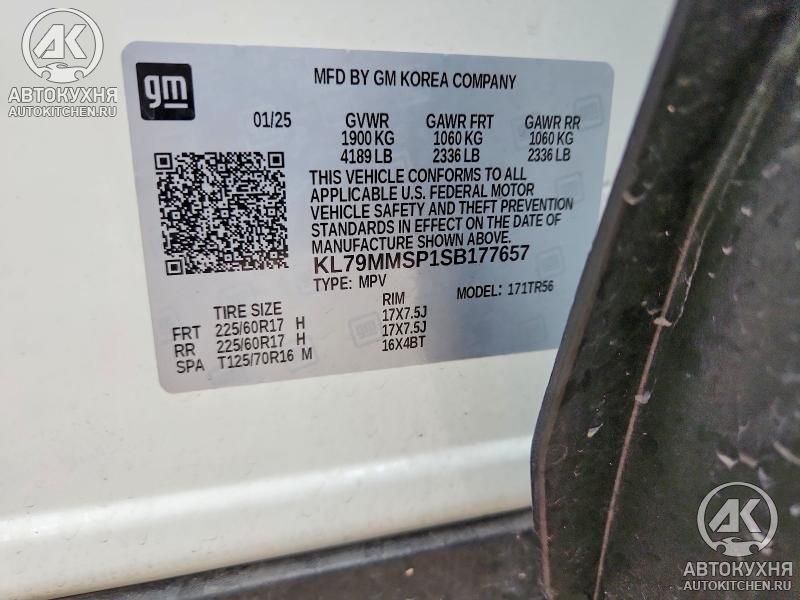 АК
АВТОКУХНЯ
AUTOKITCHEN.RU
gm
MFD BY GM KOREA COMPANY
01/25 GVWR GAWR FRT GAWR RR
1900 KG 1060 KG 1060 KG
4189 LB 2336 LB 2336 LB
THIS VEHICLE CONFORMS TO ALL
APPLICABLE U.S. FEDERAL MOTOR
VEHICLE SAFETY AND THEFT PREVENTION
STANDARDS IN EFFECT ON THE DATE OF
MANUFACTURE SHOWN ABOVE.
KL79MMSP1SB177657
TYPE: MPV MODEL: 171TR56
TIRE SIZE RIM
FRT 225/60R17 H 17X7.5J
RR 225/60R17 H 17X7.5J
SPA T125/70R16 M 16X4BT
АК
АВТОКУХНЯ
AUTOKITCHEN.RU